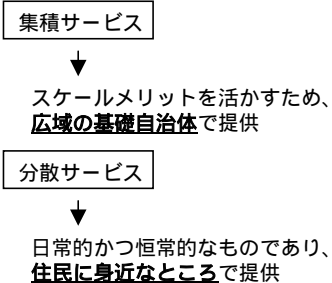 集積サービス
スケールメリットを活かすため、
広域の基礎自治体で提供
分散サービス
日常的かつ恒常的なものであり、
住民に身近なところで提供